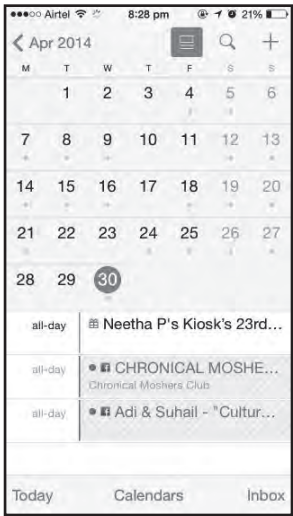 Airtel 8:28 pm 21%
Apr 2014
M T W T F S S
1 2 3 4 5 6
7 8 9 10 11 12 13
14 15 16 17 18 19 20
21 22 23 24 25 26 27
28 29 30
all-day Neetha P's Kiosk's 23rd...
all-day CHRONICAL MOSHE...
Chronical Moshers Club
all-day Adi & Suhail - "Cultur...
Today Calendars Inbox